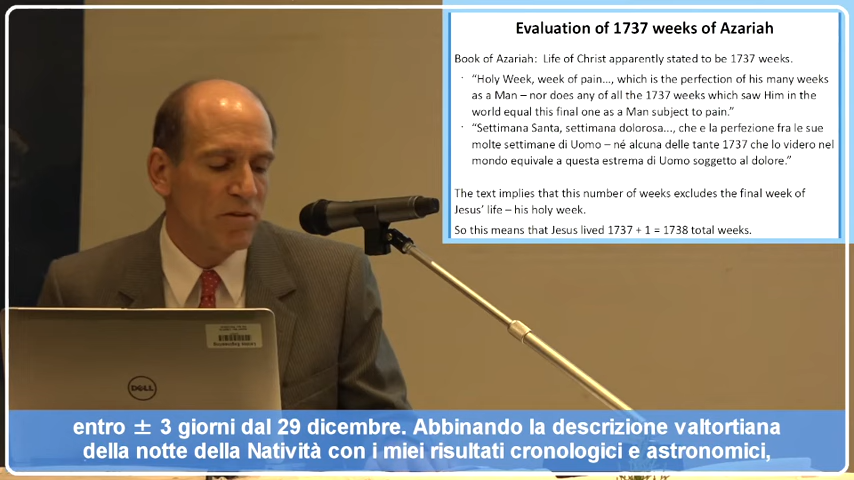 Evaluation of 1737 weeks of Azariah
Book of Azariah: Life of Christ apparently stated to be 1737 weeks.
· "Holy Week, week of pain..., which is the perfection of his many weeks
as a Man – nor does any of all the 1737 weeks which saw Him in the
world equal this final one as a Man subject to pain."
· "Settimana Santa, settimana dolorosa..., che e la perfezione fra le sue
molte settimane di Uomo – né alcuna delle tante 1737 che lo videro nel
mondo equivale a questa estrema di Uomo soggetto al dolore."
The text implies that this number of weeks excludes the final week of
Jesus' life – his holy week.
So this means that Jesus lived 1737 + 1 = 1738 total weeks.
DELL
entro ± 3 giorni dal 29 dicembre. Abbinando la descrizione valtortiana
della notte della Natività con i miei risultati cronologici e astronomici,